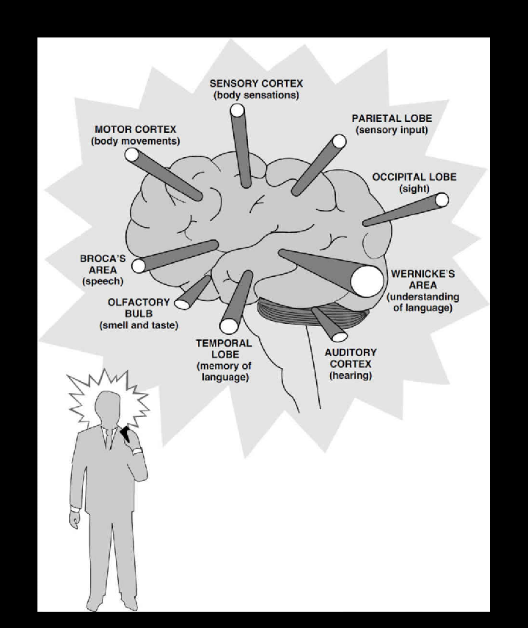 SENSORY CORTEX
(body sensations)
PARIETAL LOBE
(sensory input)
MOTOR CORTEX
(body movements)
OCCIPITAL LOBE
(sight)
BROCA'S
AREA
(speech)
WERNICKE'S
AREA
(understanding
of language)
OLFACTORY
BULB
(smell and taste)
TEMPORAL
LOBE
(memory of
language)
AUDITORY
CORTEX
(hearing)